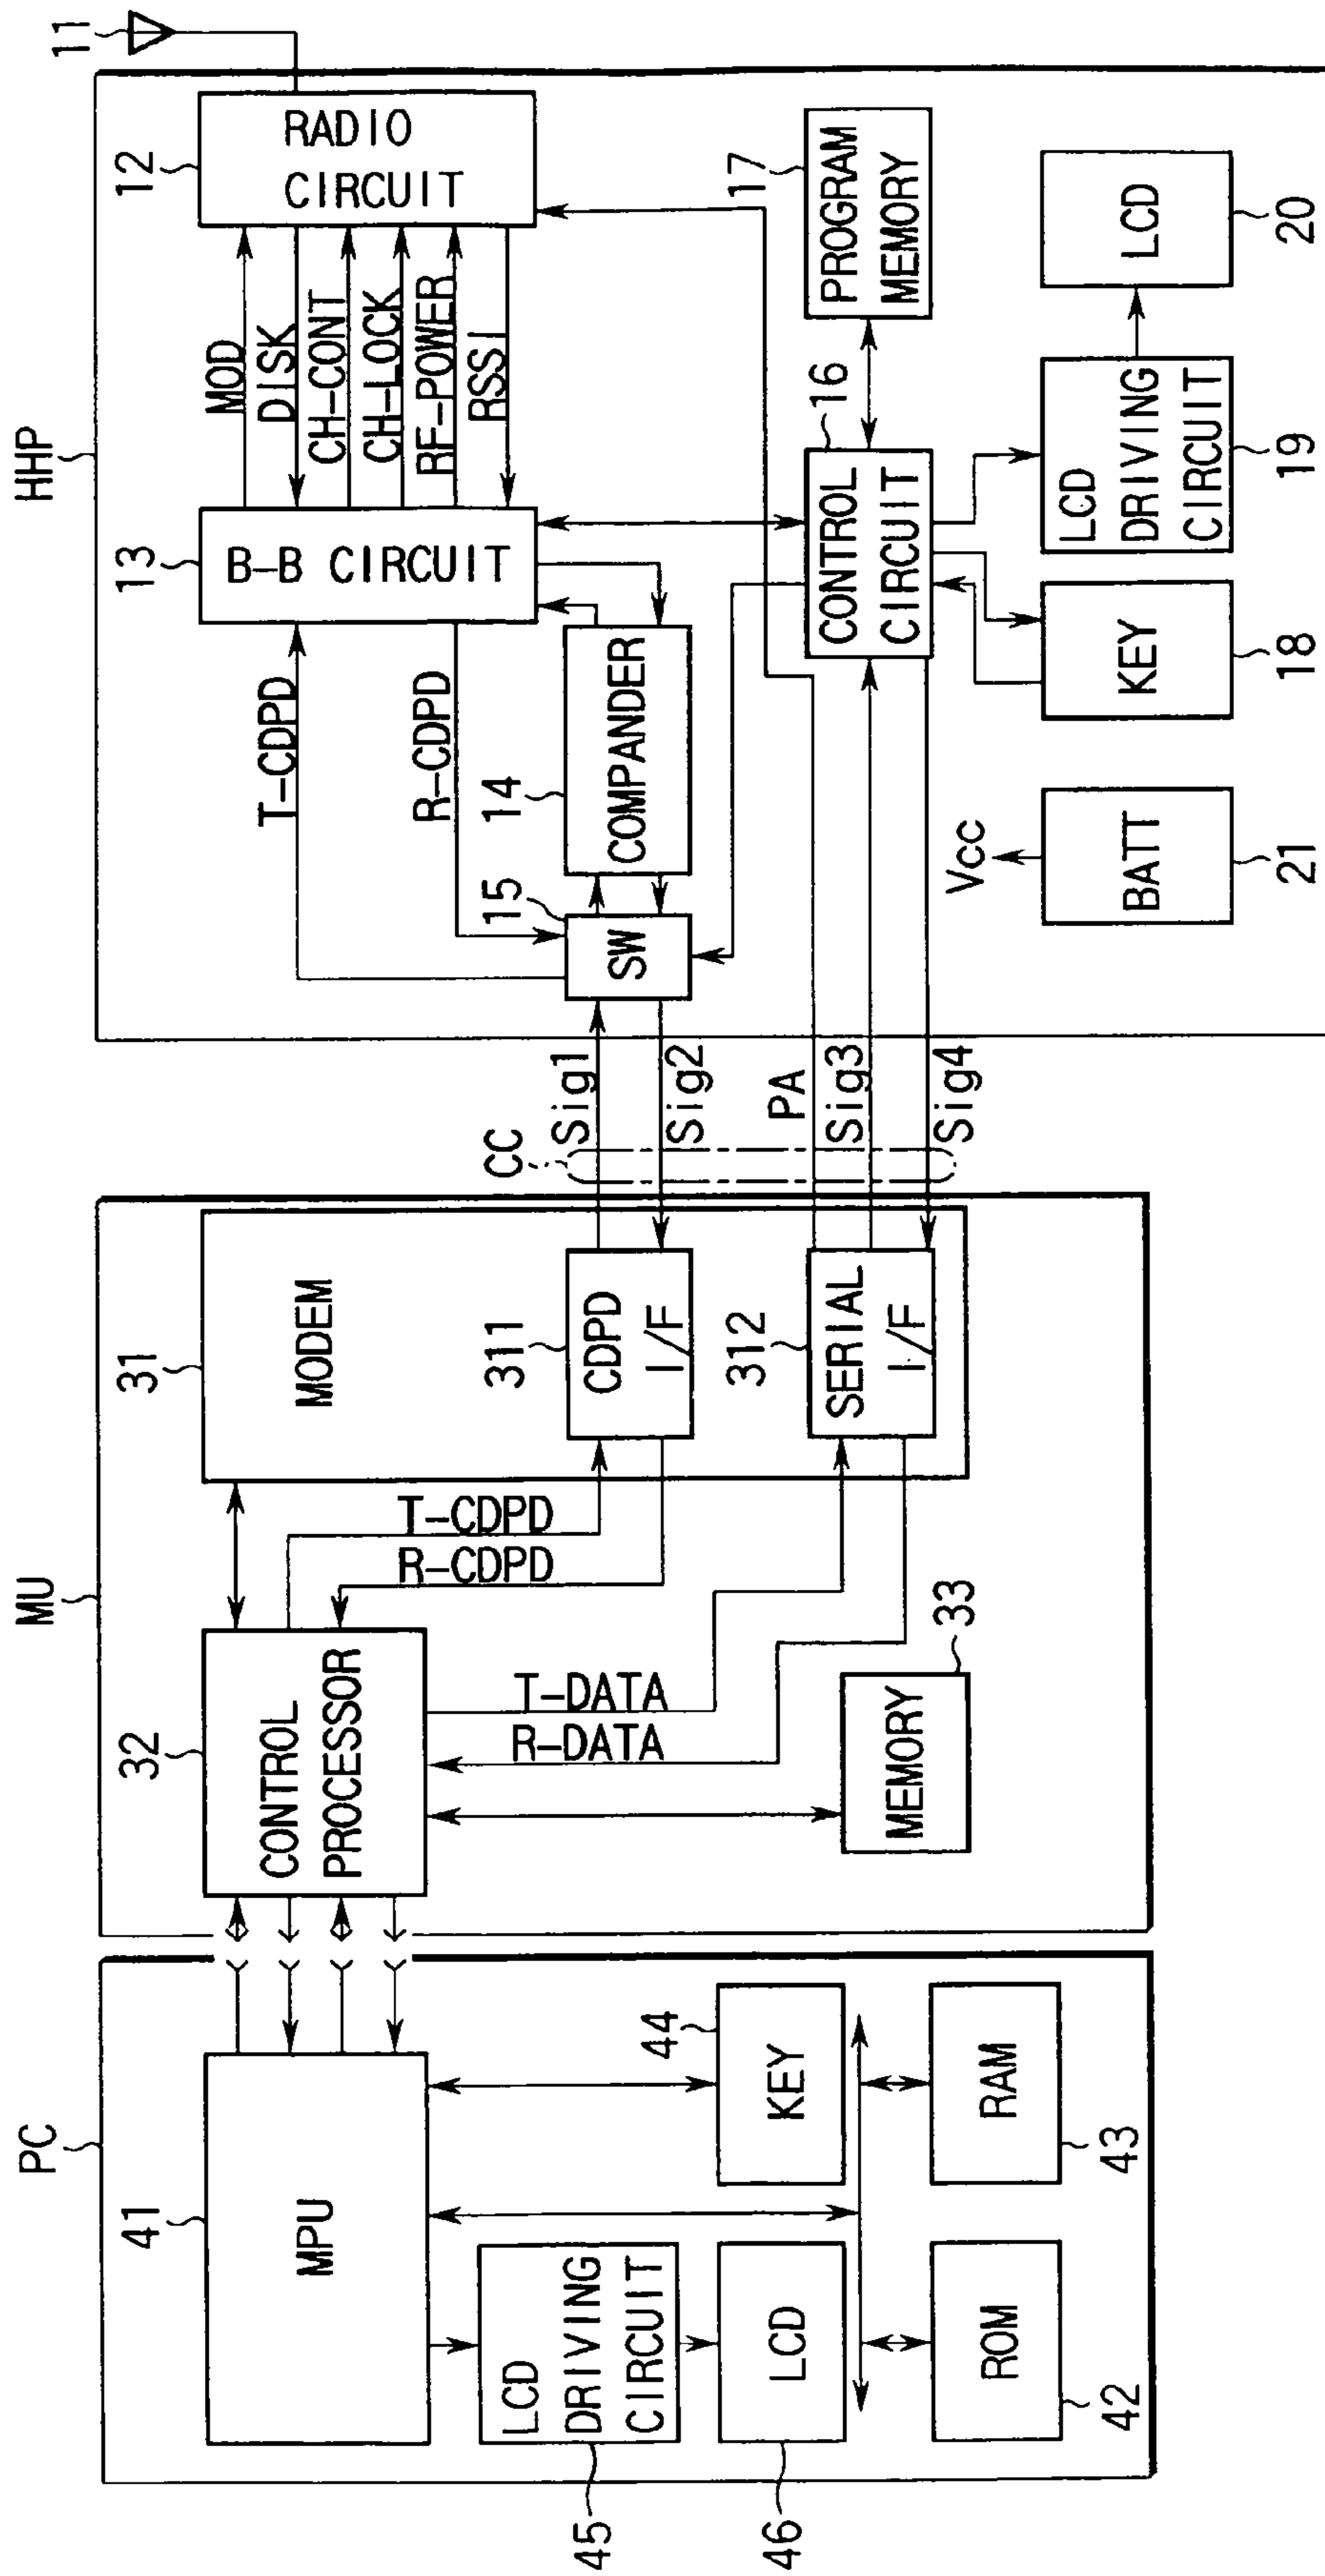 PC
41
MPU
44
KEY
45
LCD
DRIVING
CIRCUIT
46
LCD
42
ROM
43
RAM
MU
32
CONTROL
PROCESSOR
31
MODEM
T-CDPD
R-CDPD
311
CDPD
I/F
T-DATA
R-DATA
312
SERIAL
I/F
33
MEMORY
CC
Sig1
Sig2
PA
Sig3
Sig4
HHP
11
12
RADIO
CIRCUIT
13
B-B CIRCUIT
MOD
DISK
CH-CONT
CH-LOCK
RF-POWER
RSSI
T-CDPD
R-CDPD
14
COMPANDER
15
SW
16
CONTROL
CIRCUIT
17
PROGRAM
MEMORY
Vcc
BATT
21
KEY
18
LCD
DRIVING
CIRCUIT
19
LCD
20